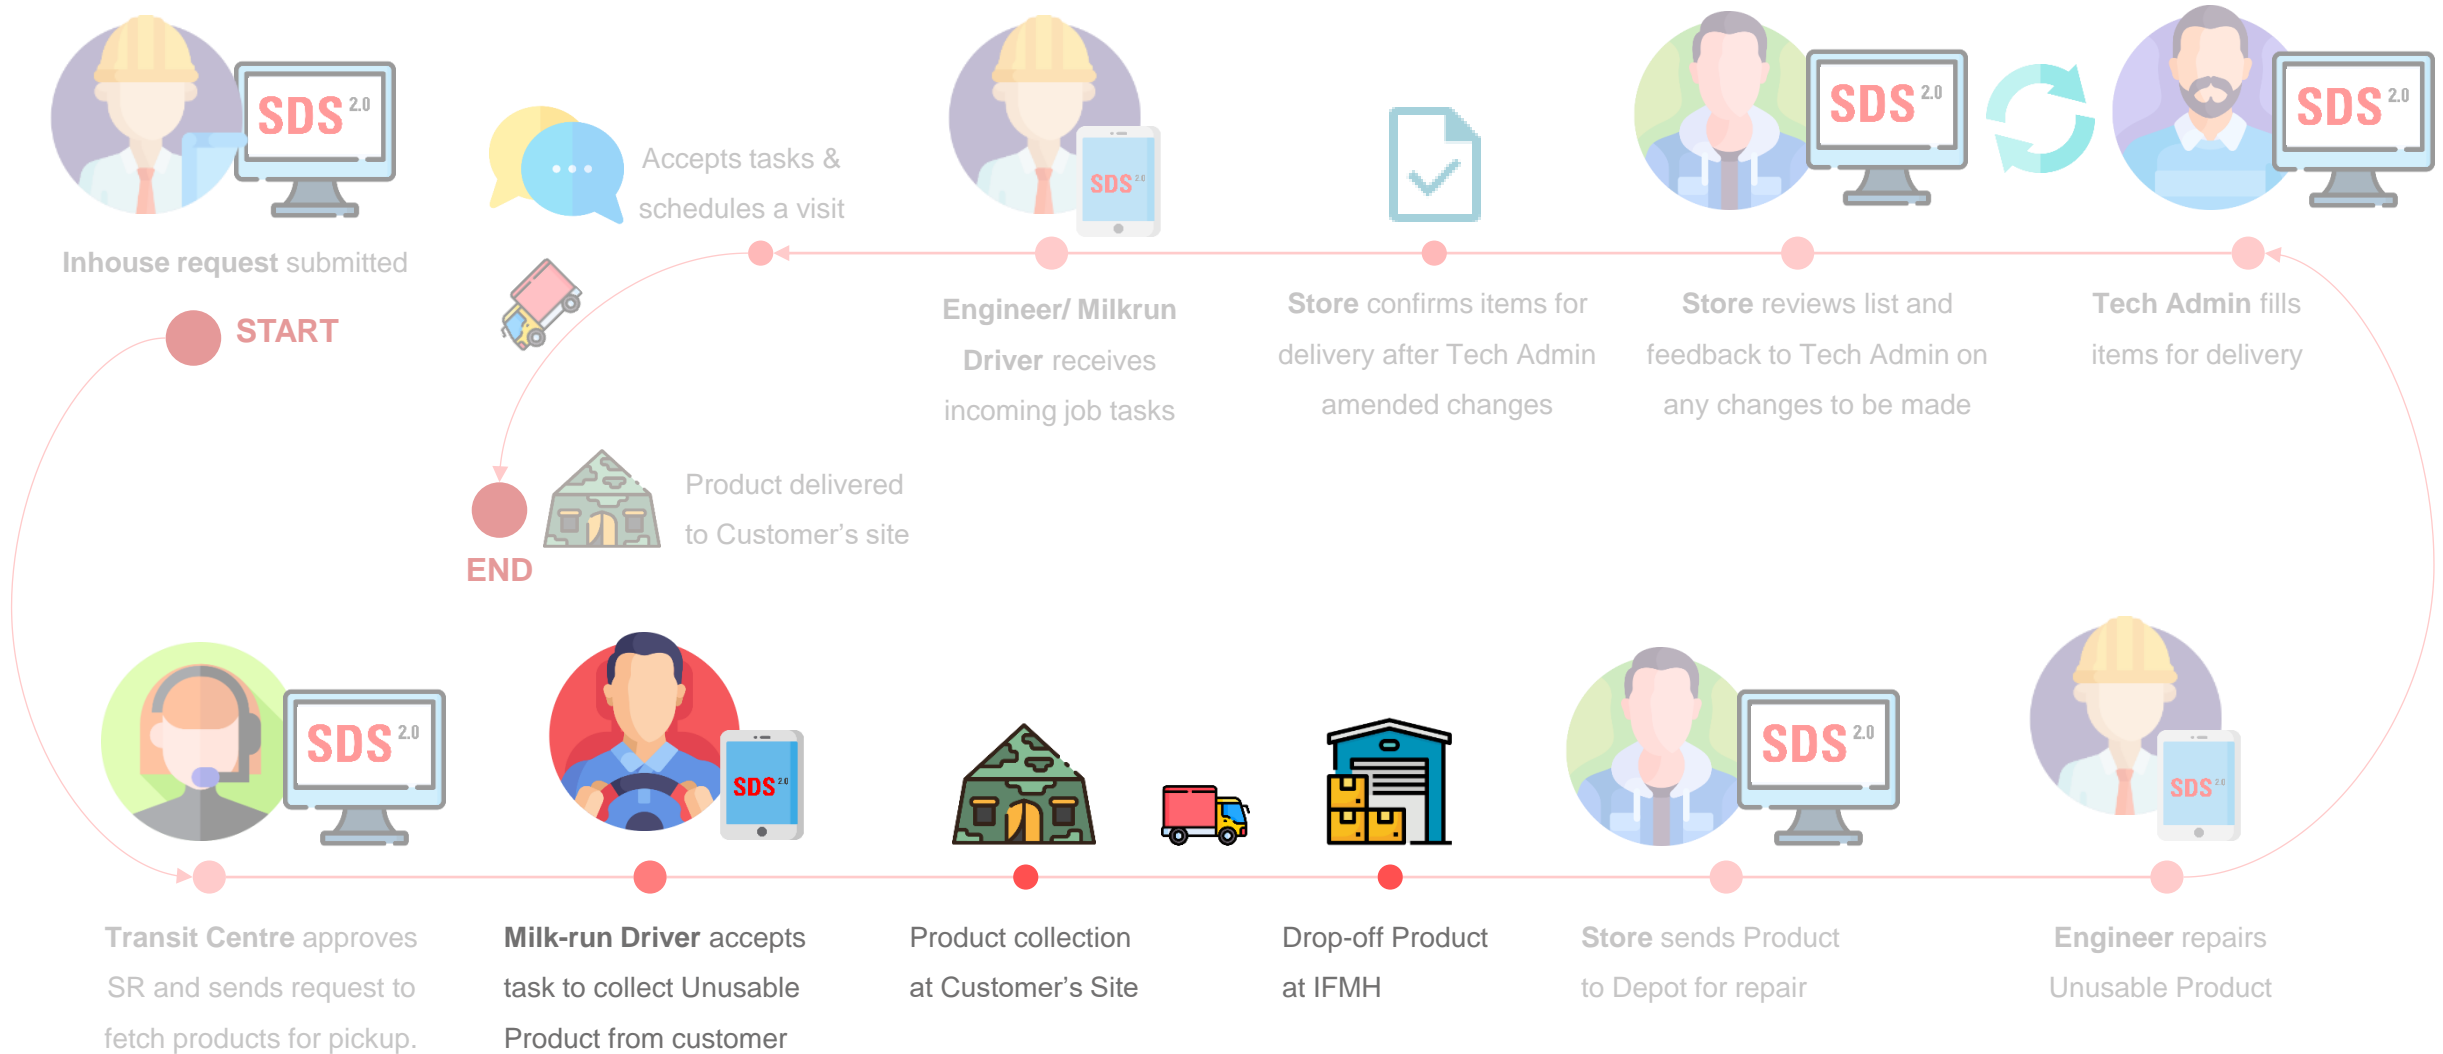 SDS 2.0
Inhouse request submitted
START
Accepts tasks &
schedules a visit
SDS 2.0
Engineer/ Milkrun
Driver receives
incoming job tasks
Store confirms items for
delivery after Tech Admin
amended changes
SDS 2.0
Store reviews list and
feedback to Tech Admin on
any changes to be made
SDS 2.0
Tech Admin fills
items for delivery
Product delivered
to Customer’s site
END
SDS 2.0
Transit Centre approves
SR and sends request to
fetch products for pickup.
SDS 2.0
Milk-run Driver accepts
task to collect Unusable
Product from customer
Product collection
at Customer’s Site
Drop-off Product
at IFMH
SDS 2.0
Store sends Product
to Depot for repair
SDS 2.0
Engineer repairs
Unusable Product